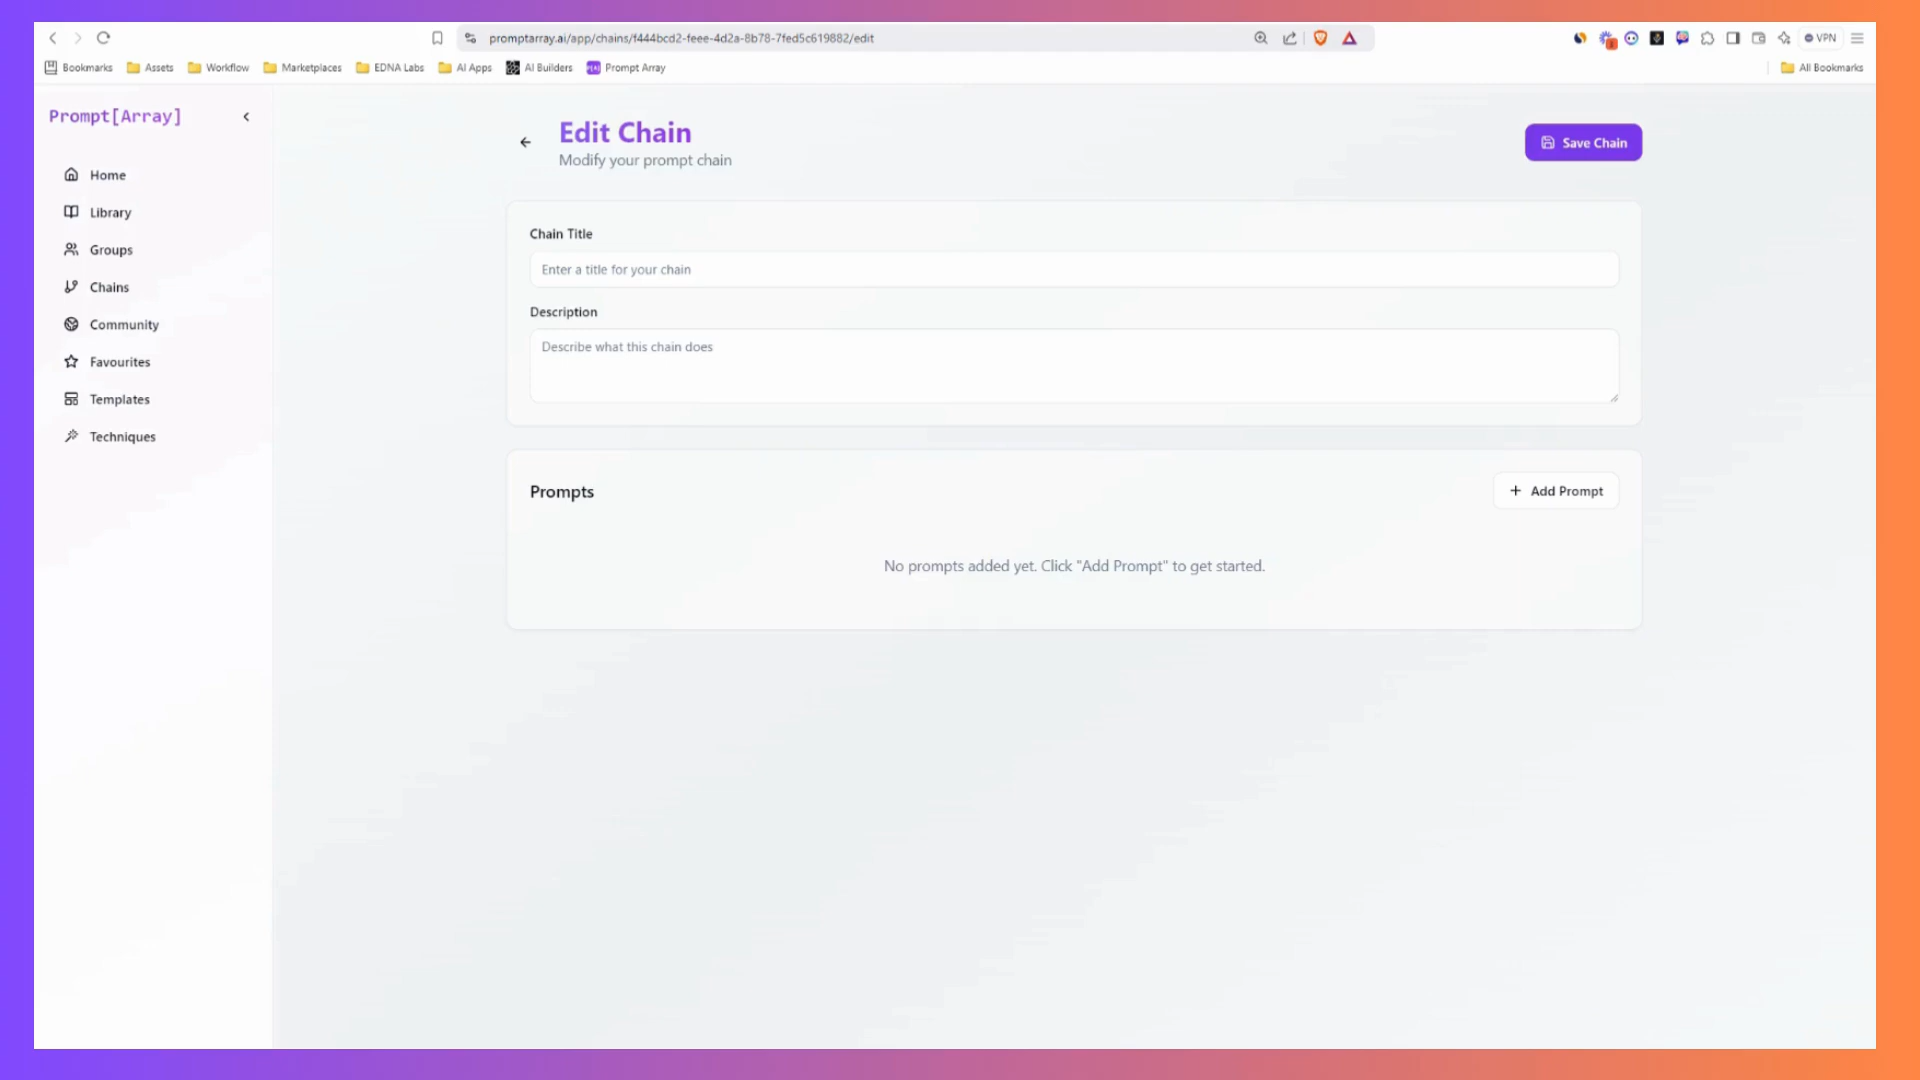 promptarray.ai/app/chains/f444bcd2-feee-4d2a-8b78-7fed5c619882/edit
VPN
Bookmarks Assets Workflow Marketplaces EDNA Labs AI Apps AI Builders Prompt Array All Bookmarks
Prompt[Array]
Home
Library
Groups
Chains
Community
Favourites
Templates
Techniques
Edit Chain
Modify your prompt chain
Save Chain
Chain Title
Enter a title for your chain
Description
Describe what this chain does
Prompts
+ Add Prompt
No prompts added yet. Click "Add Prompt" to get started.